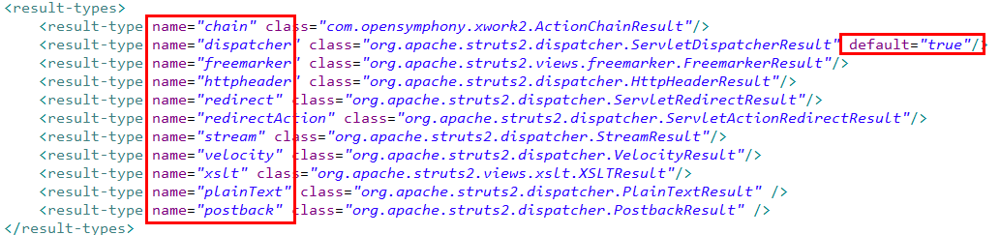 <result-types>
<result-type name="chain" class="com.opensymphony.xwork2.ActionChainResult"/>
<result-type name="dispatcher" class="org.apache.struts2.dispatcher.ServletDispatcherResult" default="true"/>
<result-type name="freemarker" class="org.apache.struts2.views.freemarker.FreemarkerResult"/>
<result-type name="httpheader" class="org.apache.struts2.dispatcher.HttpHeaderResult"/>
<result-type name="redirect" class="org.apache.struts2.dispatcher.ServletRedirectResult"/>
<result-type name="redirectAction" class="org.apache.struts2.dispatcher.ServletActionRedirectResult"/>
<result-type name="stream" class="org.apache.struts2.dispatcher.StreamResult"/>
<result-type name="velocity" class="org.apache.struts2.dispatcher.VelocityResult"/>
<result-type name="xslt" class="org.apache.struts2.views.xslt.XSLTResult"/>
<result-type name="plainText" class="org.apache.struts2.dispatcher.PlainTextResult" />
<result-type name="postback" class="org.apache.struts2.dispatcher.PostbackResult" />
</result-types>